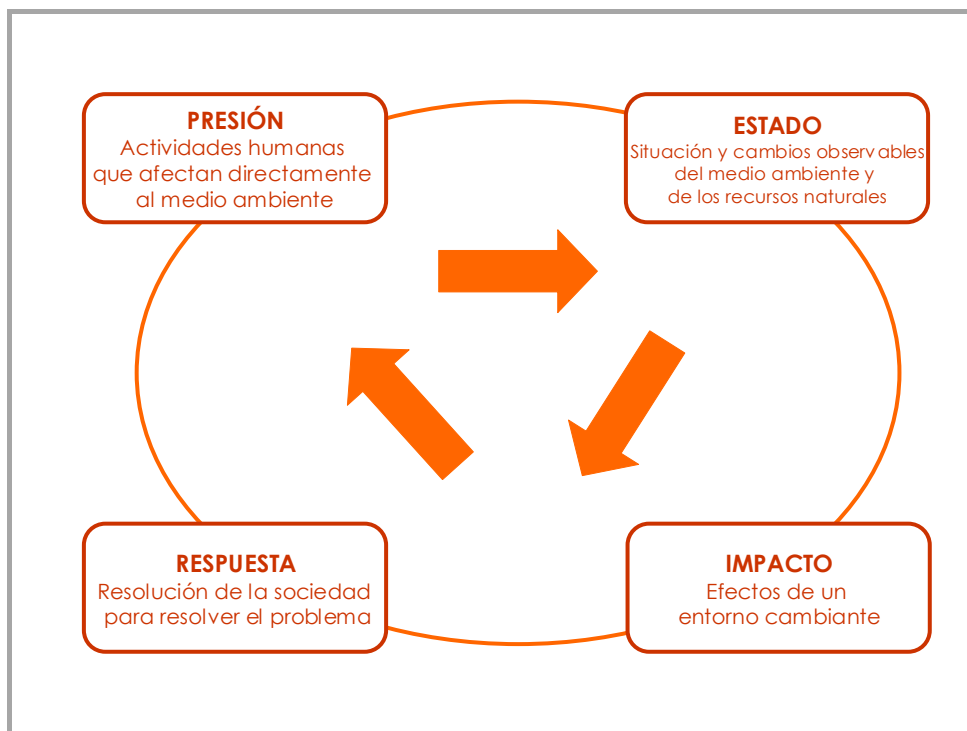 PRESIÓN
Actividades humanas
que afectan directamente
al medio ambiente
ESTADO
Situación y cambios observables
del medio ambiente y
de los recursos naturales
RESPUESTA
Resolución de la sociedad
para resolver el problema
IMPACTO
Efectos de un
entorno cambiante